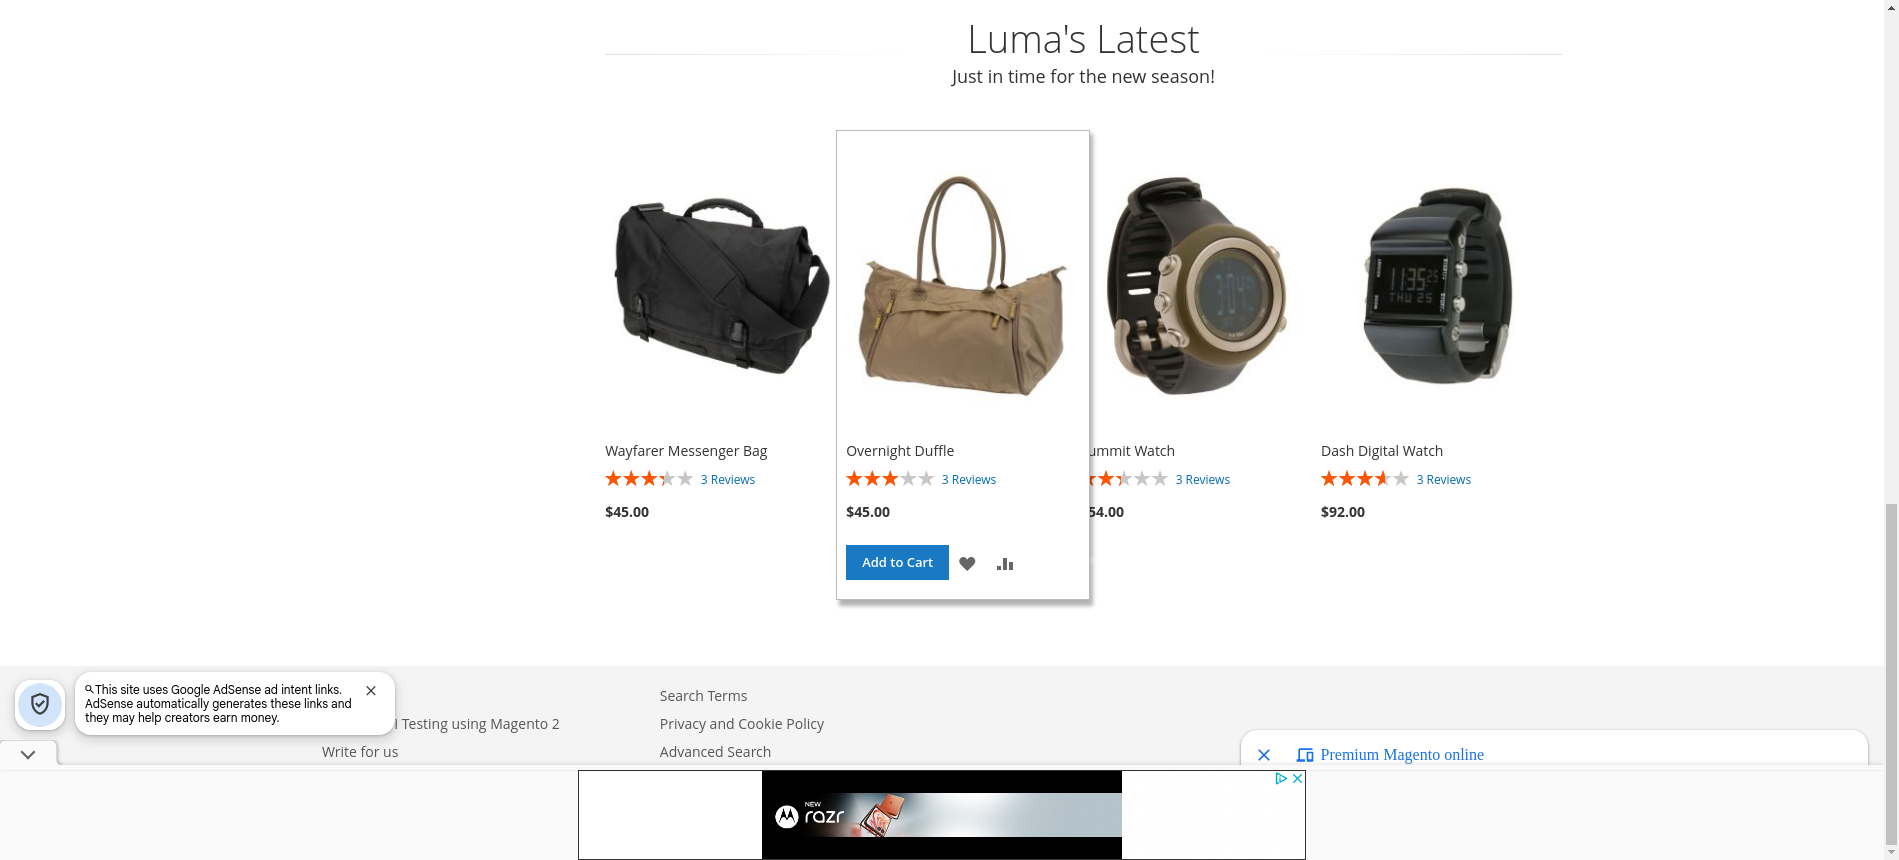 Luma's Latest
Just in time for the new season!
Wayfarer Messenger Bag
3 Reviews
$45.00
Overnight Duffle
3 Reviews
$45.00
Add to Cart
ummit Watch
3 Reviews
54.00
Dash Digital Watch
3 Reviews
$92.00
This site uses Google AdSense ad intent links.
AdSense automatically generates these links and
they may help creators earn money.
l Testing using Magento 2
Write for us
Search Terms
Privacy and Cookie Policy
Advanced Search
Premium Magento online
NEW
razr